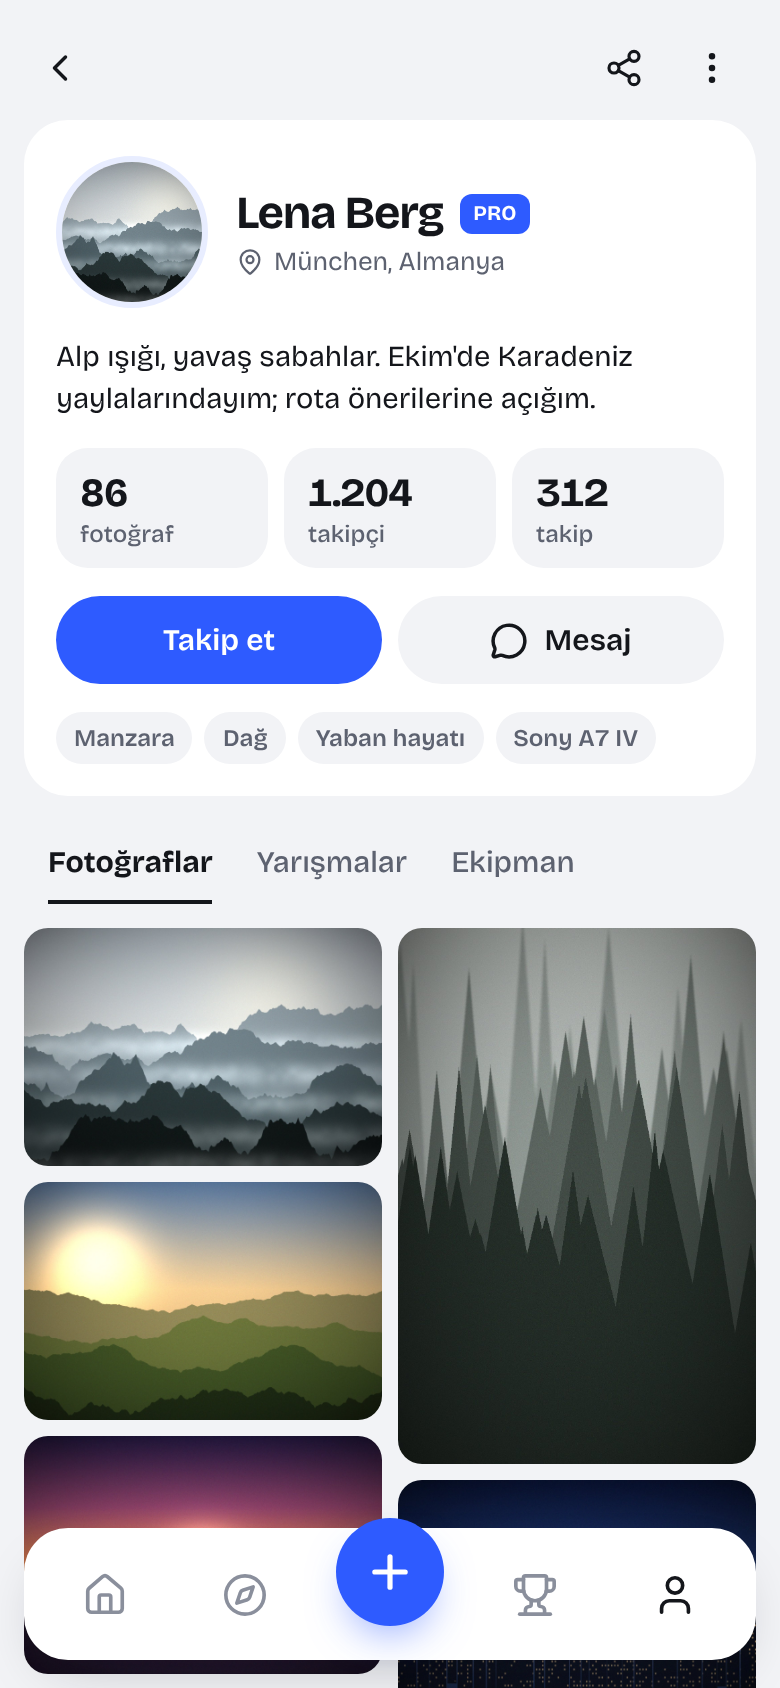 Lena Berg PRO
München, Almanya
Alp ışığı, yavaş sabahlar. Ekim'de Karadeniz
yaylalarındayım; rota önerilerine açığım.
86 1.204 312
fotoğraf takipçi takip
Takip et Mesaj
Manzara Dağ Yaban hayatı Sony A7 IV
Fotoğraflar Yarışmalar Ekipman